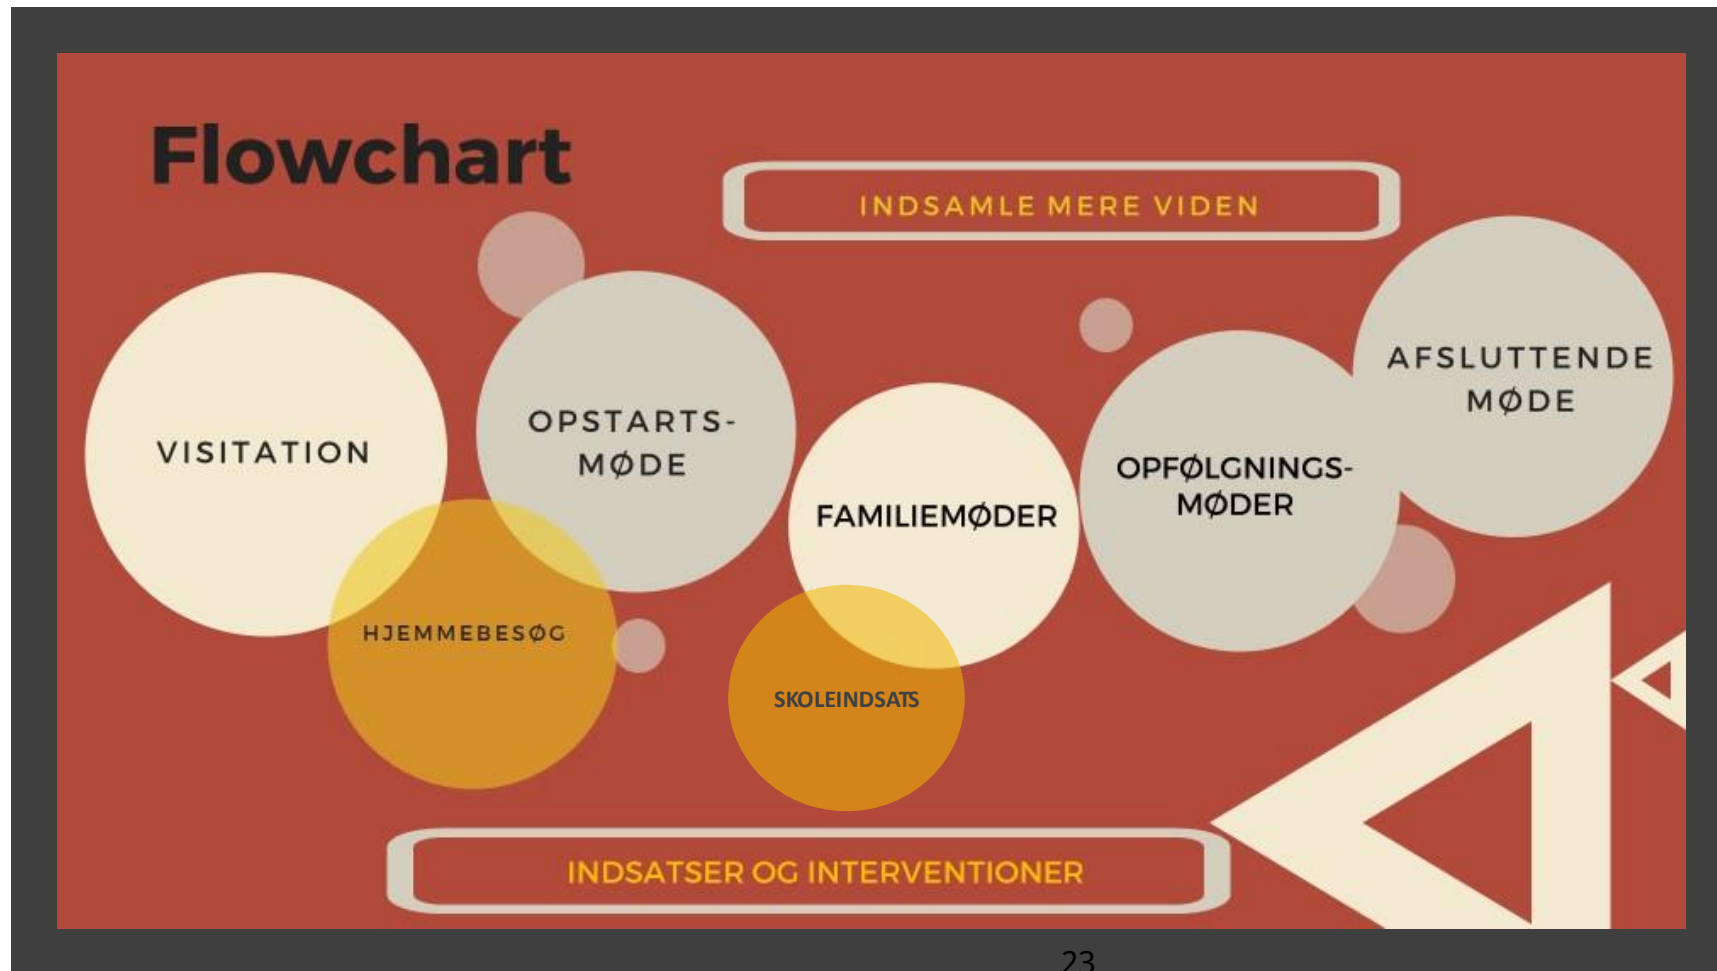 Flowchart
INDSAMLE MERE VIDEN
VISITATION
HJEMMEBESØG
OPSTARTS-
MØDE
FAMILIEMØDER
SKOLEINDSATS
OPFØLGNINGS-
MØDER
AFSLUTTENDE
MØDE
INDSATSER OG INTERVENTIONER
23